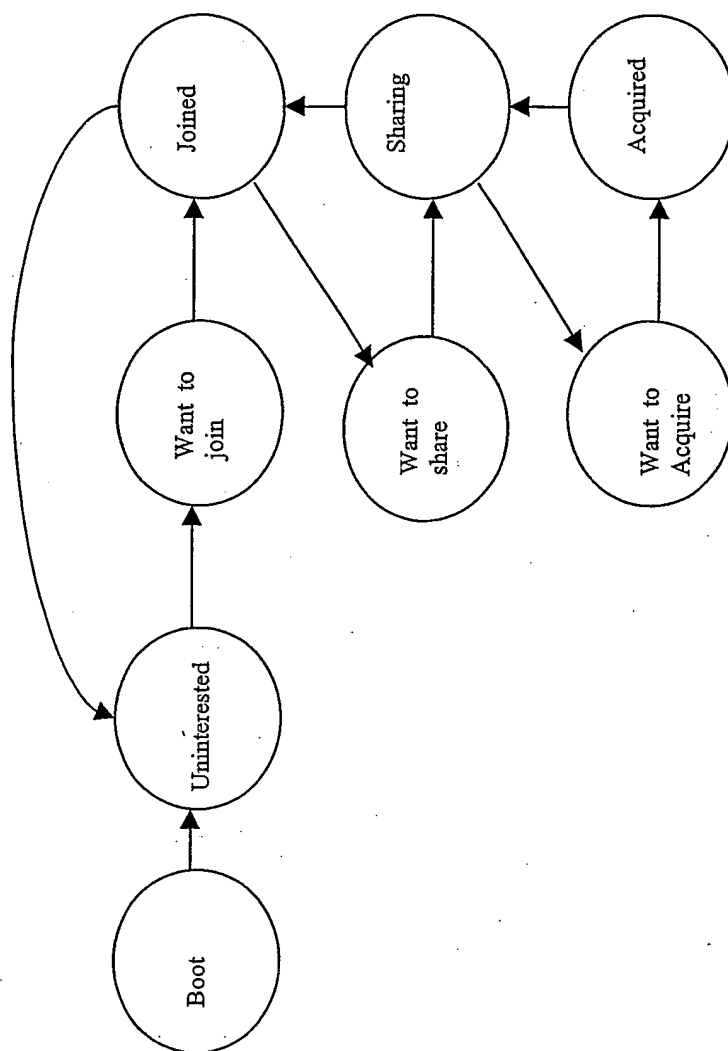 Boot
Uninterested
Want to
join
Joined
Want to
share
Sharing
Want to
Acquire
Acquired